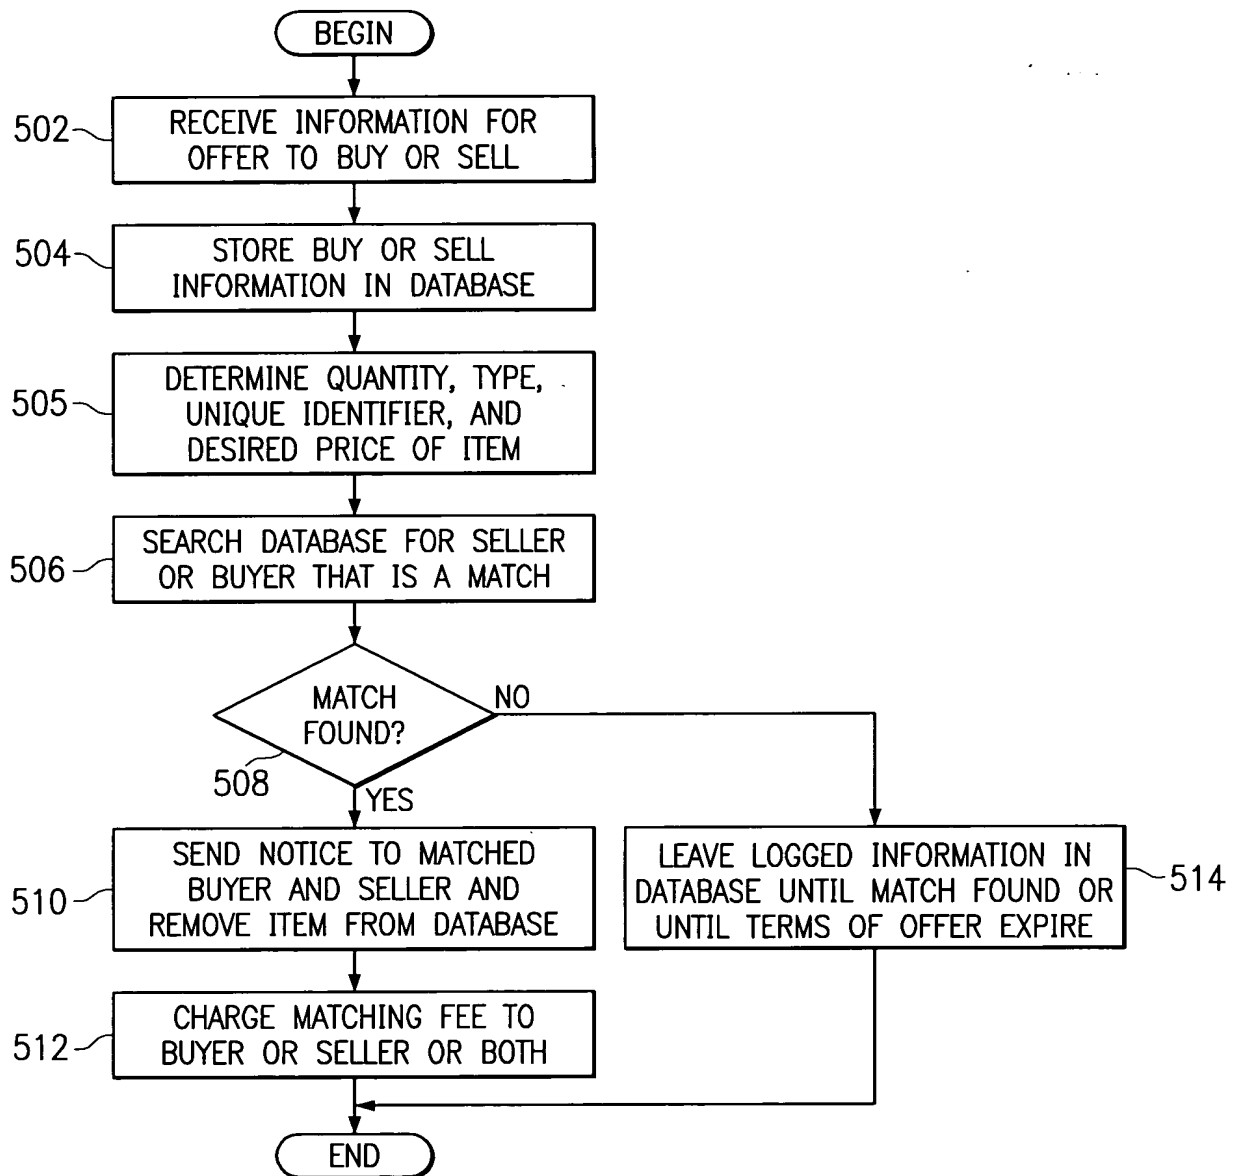 BEGIN
502
RECEIVE INFORMATION FOR
OFFER TO BUY OR SELL
504
STORE BUY OR SELL
INFORMATION IN DATABASE
505
DETERMINE QUANTITY, TYPE,
UNIQUE IDENTIFIER, AND
DESIRED PRICE OF ITEM
506
SEARCH DATABASE FOR SELLER
OR BUYER THAT IS A MATCH
MATCH
FOUND?
NO
508
YES
510
SEND NOTICE TO MATCHED
BUYER AND SELLER AND
REMOVE ITEM FROM DATABASE
LEAVE LOGGED INFORMATION IN
DATABASE UNTIL MATCH FOUND OR
UNTIL TERMS OF OFFER EXPIRE
514
512
CHARGE MATCHING FEE TO
BUYER OR SELLER OR BOTH
END